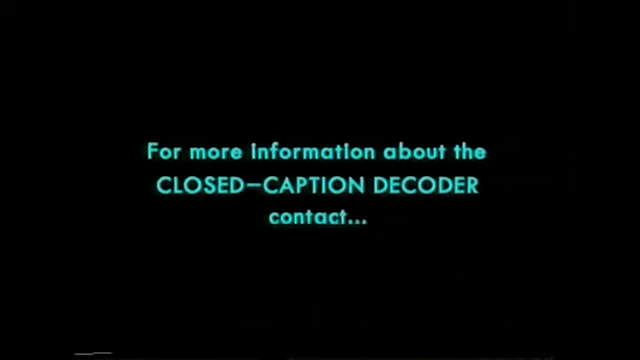 For more information about the
CLOSED–CAPTION DECODER
contact...